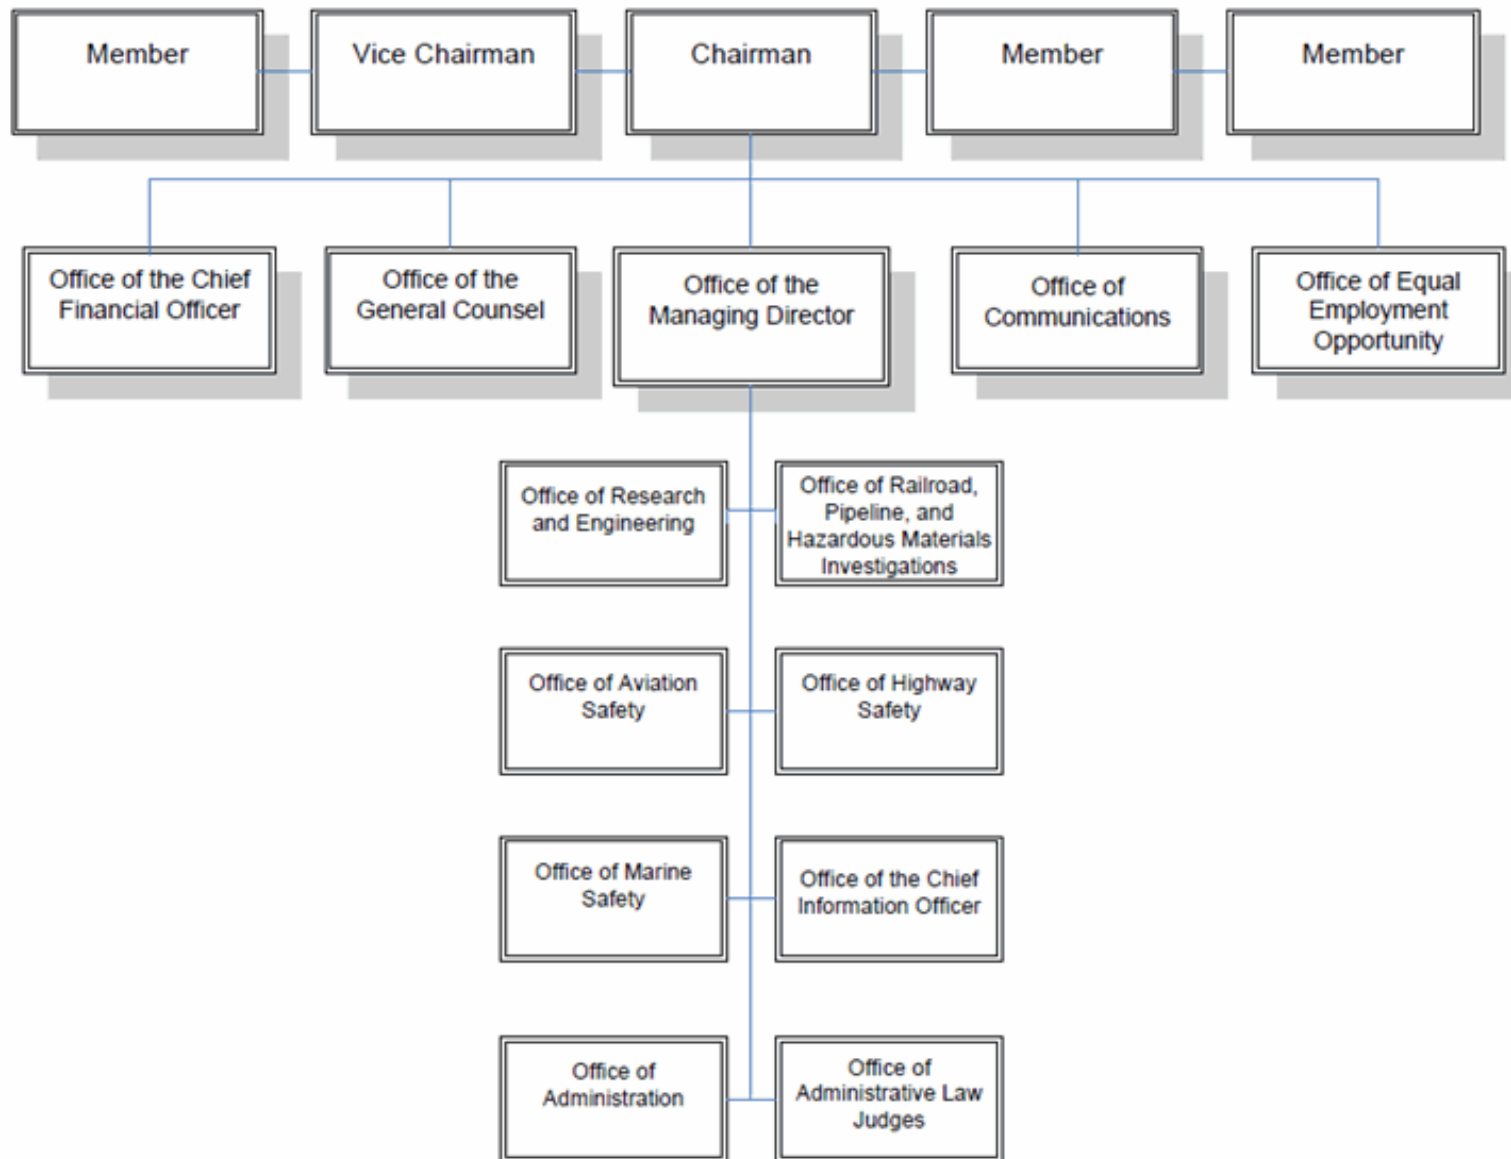 Member
Vice Chairman
Chairman
Member
Member
Office of the Chief
Financial Officer
Office of the
General Counsel
Office of the
Managing Director
Office of
Communications
Office of Equal
Employment
Opportunity
Office of Research
and Engineering
Office of Railroad,
Pipeline, and
Hazardous Materials
Investigations
Office of Aviation
Safety
Office of Highway
Safety
Office of Marine
Safety
Office of the Chief
Information Officer
Office of
Administration
Office of
Administrative Law
Judges